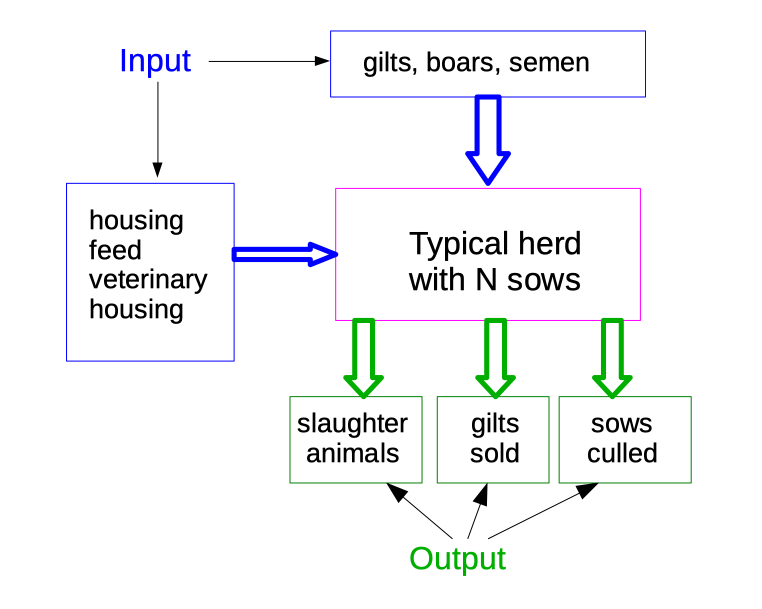 Input
gilts, boars, semen
housing
feed
veterinary
housing
Typical herd
with N sows
slaughter
animals
gilts
sold
sows
culled
Output